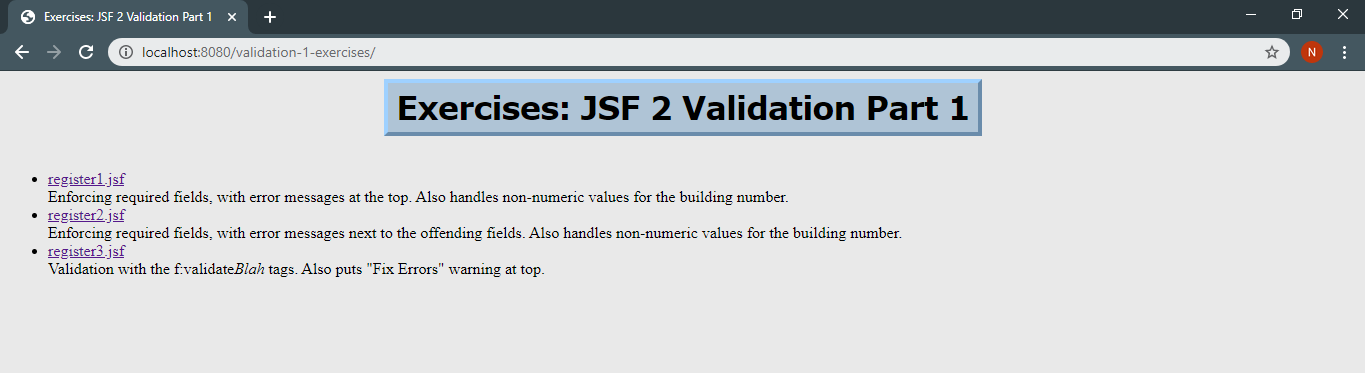 Exercises: JSF 2 Validation Part 1
localhost:8080/validation-1-exercises/
N
Exercises: JSF 2 Validation Part 1
register1.jsf
Enforcing required fields, with error messages at the top. Also handles non-numeric values for the building number.
register2.jsf
Enforcing required fields, with error messages next to the offending fields. Also handles non-numeric values for the building number.
register3.jsf
Validation with the f:validateBlah tags. Also puts "Fix Errors" warning at top.